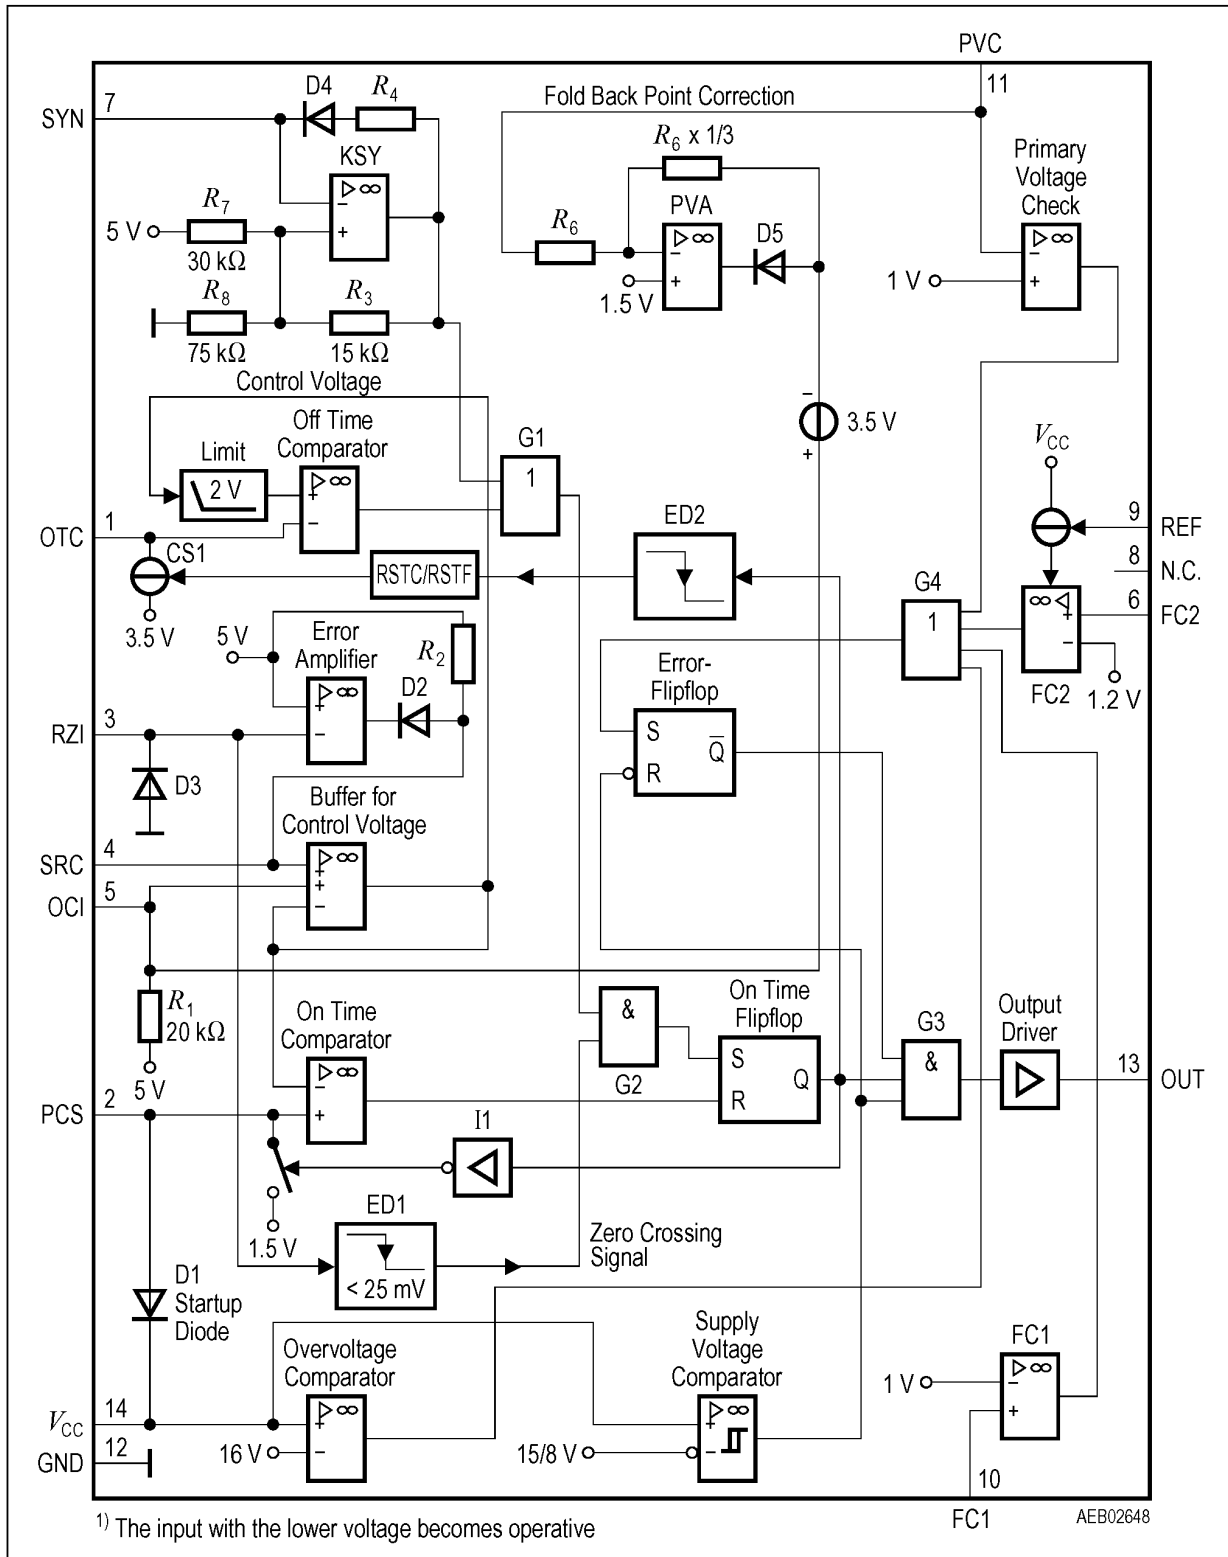 PVC
11
SYN
7
D4
R4
KSY
▷ ∞
−
+
R7
5 V
30 kΩ
R8
75 kΩ
R3
15 kΩ
Fold Back Point Correction
R6 x 1/3
R6
PVA
▷ ∞
−
+
1.5 V
D5
Primary
Voltage
Check
▷ ∞
−
+
1 V
Control Voltage
Limit
2 V
Off Time
Comparator
▷ ∞
+
−
G1
1
−
3.5 V
+
VCC
OTC
1
CS1
3.5 V
RSTC/RSTF
ED2
G4
1
9
REF
8
N.C.
6
FC2
∞ ◁
+
−
FC2
1.2 V
5 V
Error
Amplifier
▷ ∞
+
−
R2
D2
Error-
Flipflop
S
R
Q̅
RZI
3
D3
Buffer for
Control Voltage
▷ ∞
+
+
−
SRC
4
OCI
5
R1
20 kΩ
5 V
On Time
Comparator
▷ ∞
−
+
&
G2
On Time
Flipflop
S
R
Q
G3
&
Output
Driver
13
OUT
PCS
2
I1
1.5 V
ED1
< 25 mV
Zero Crossing
Signal
D1
Startup
Diode
Overvoltage
Comparator
▷ ∞
+
−
16 V
Supply
Voltage
Comparator
▷ ∞
+
−
15/8 V
FC1
▷ ∞
−
+
1 V
VCC
14
GND
12
10
FC1
1) The input with the lower voltage becomes operative
AEB02648